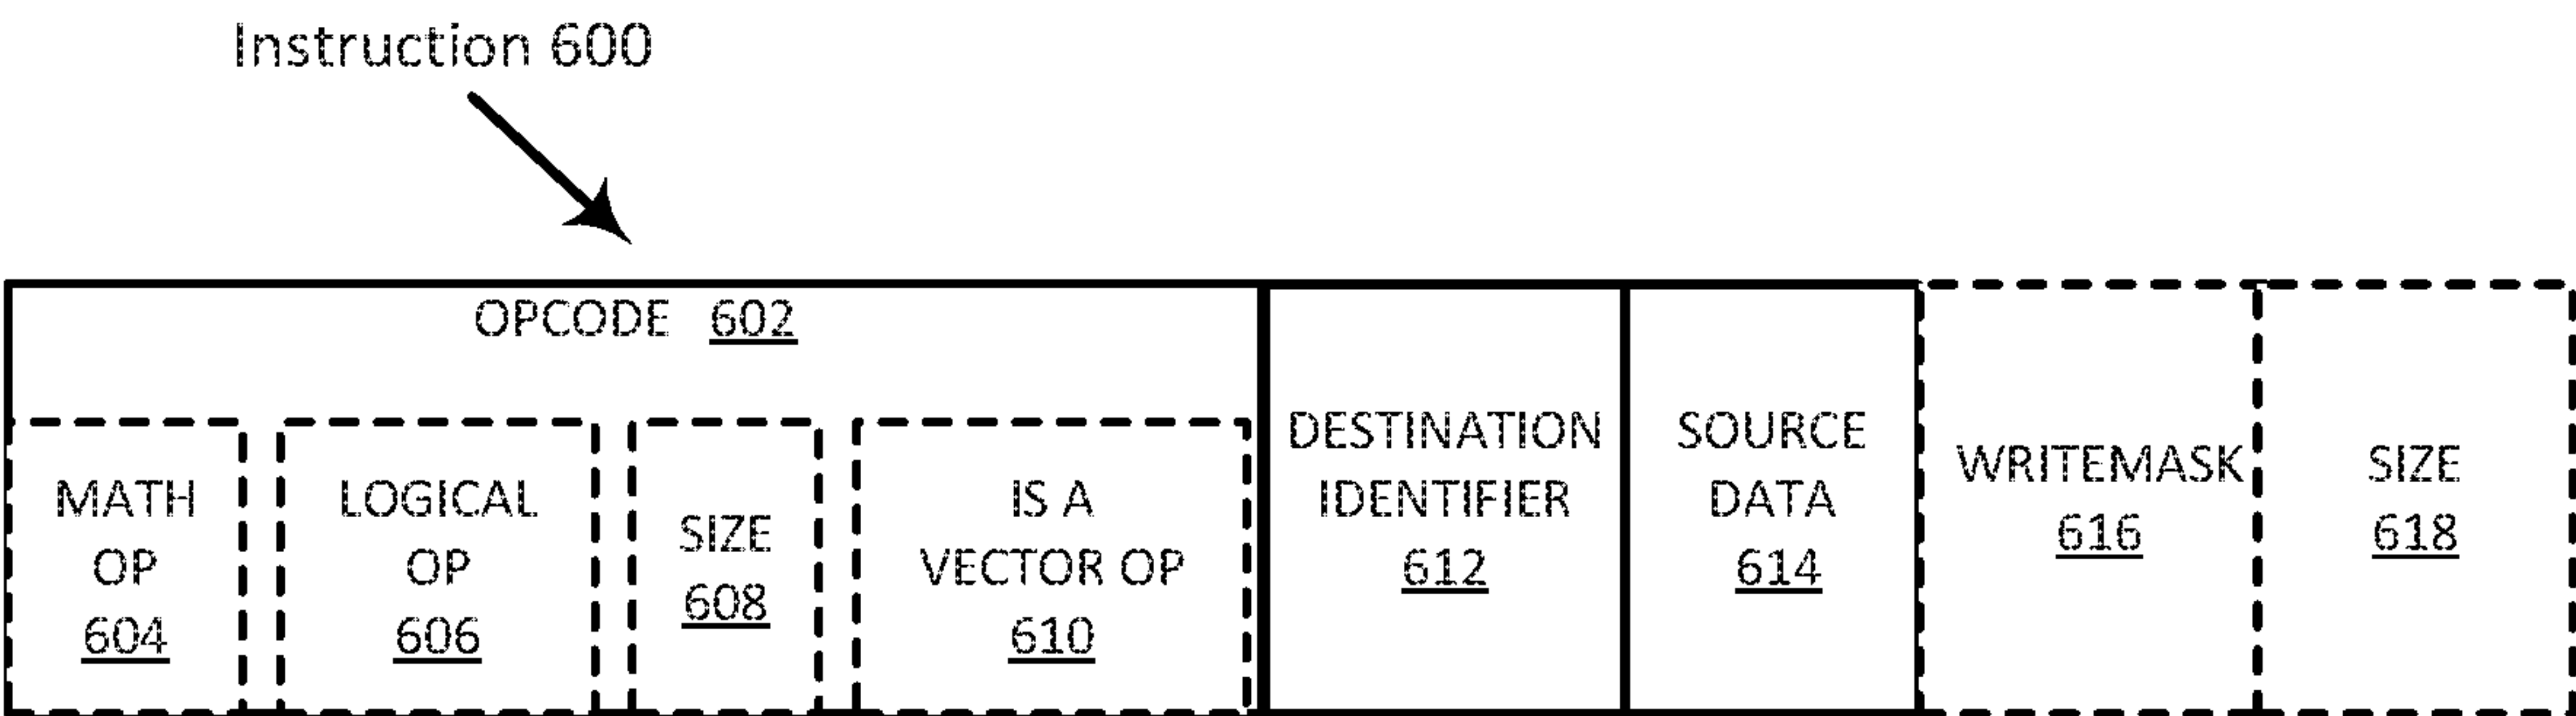 Instruction 600
OPCODE 602
MATH
OP
604
LOGICAL
OP
606
SIZE
608
IS A
VECTOR OP
610
DESTINATION
IDENTIFIER
612
SOURCE
DATA
614
WRITEMASK
616
SIZE
618